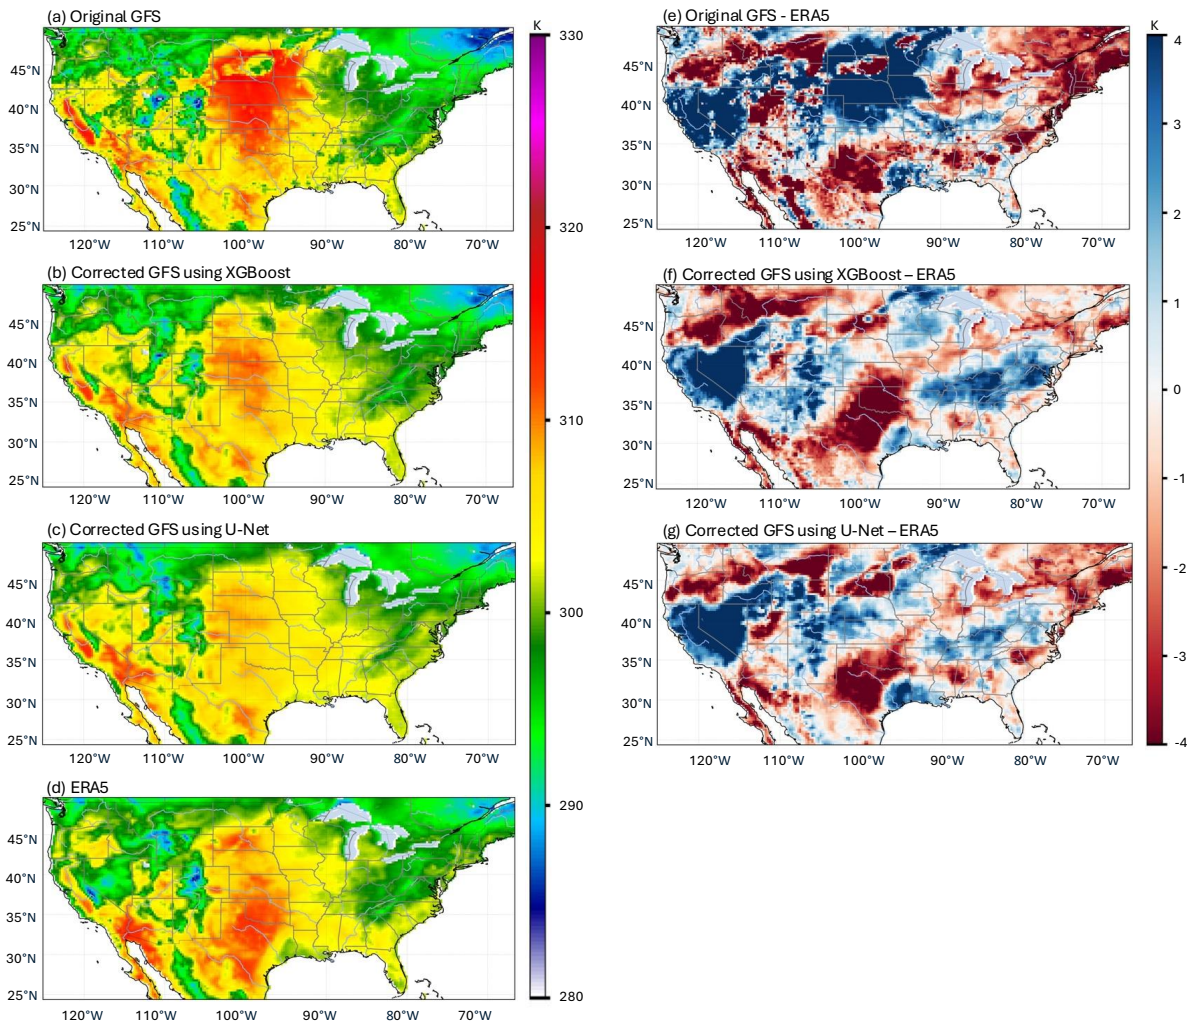 (a) Original GFS
K
330
45°N
40°N
35°N
30°N
25°N
120°W 110°W 100°W 90°W 80°W 70°W
320
(b) Corrected GFS using XGBoost
45°N
40°N
35°N
30°N
25°N
120°W 110°W 100°W 90°W 80°W 70°W
310
(c) Corrected GFS using U-Net
45°N
40°N
35°N
30°N
25°N
120°W 110°W 100°W 90°W 80°W 70°W
300
(d) ERA5
45°N
40°N
35°N
30°N
25°N
120°W 110°W 100°W 90°W 80°W 70°W
290
280
(e) Original GFS - ERA5
K
4
45°N
40°N
35°N
30°N
25°N
120°W 110°W 100°W 90°W 80°W 70°W
3
2
(f) Corrected GFS using XGBoost – ERA5
45°N
40°N
35°N
30°N
25°N
120°W 110°W 100°W 90°W 80°W 70°W
1
0
-1
(g) Corrected GFS using U-Net – ERA5
45°N
40°N
35°N
30°N
25°N
120°W 110°W 100°W 90°W 80°W 70°W
-2
-3
-4